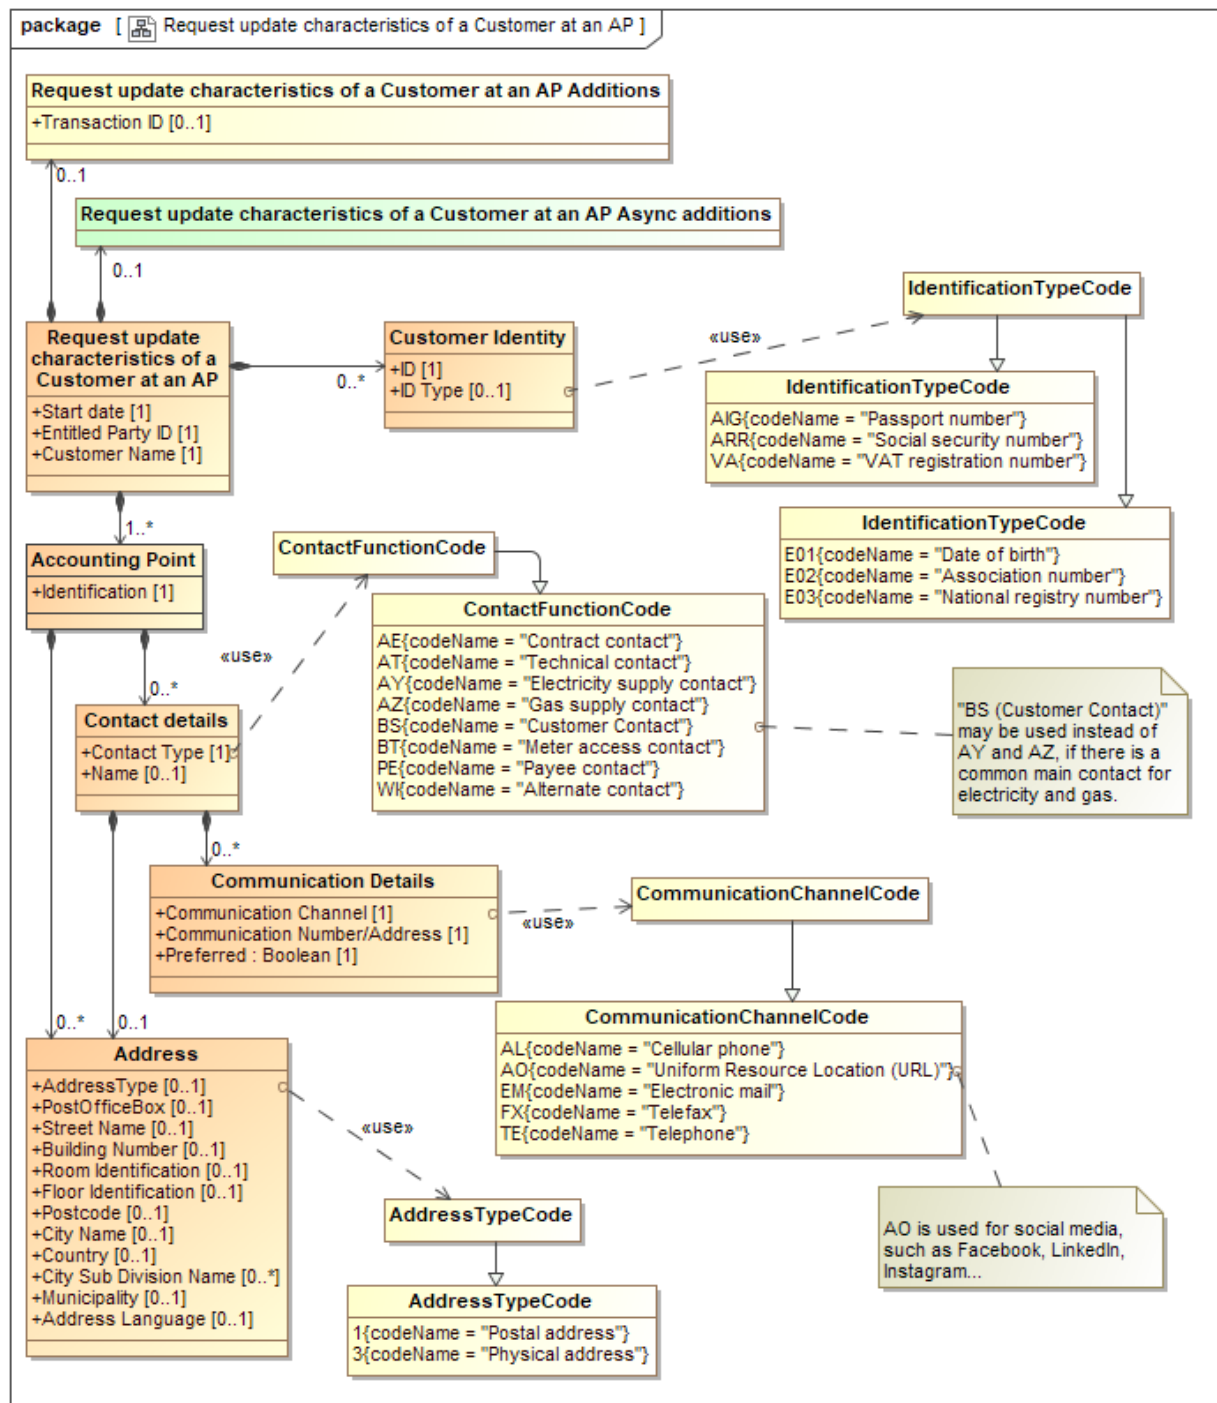 package [ Request update characteristics of a Customer at an AP ]
Request update characteristics of a Customer at an AP Additions
+Transaction ID [0..1]
0..1
Request update characteristics of a Customer at an AP Async additions
0..1
Request update
characteristics of a
Customer at an AP
+Start date [1]
+Entitled Party ID [1]
+Customer Name [1]
0..*
Customer Identity
+ID [1]
+ID Type [0..1]
«use»
IdentificationTypeCode
IdentificationTypeCode
AIG{codeName = "Passport number"}
ARR{codeName = "Social security number"}
VA{codeName = "VAT registration number"}
IdentificationTypeCode
E01{codeName = "Date of birth"}
E02{codeName = "Association number"}
E03{codeName = "National registry number"}
1..*
Accounting Point
+Identification [1]
ContactFunctionCode
«use»
ContactFunctionCode
AE{codeName = "Contract contact"}
AT{codeName = "Technical contact"}
AY{codeName = "Electricity supply contact"}
AZ{codeName = "Gas supply contact"}
BS{codeName = "Customer Contact"}
BT{codeName = "Meter access contact"}
PE{codeName = "Payee contact"}
WI{codeName = "Alternate contact"}
"BS (Customer Contact)"
may be used instead of
AY and AZ, if there is a
common main contact for
electricity and gas.
0..*
Contact details
+Contact Type [1]
+Name [0..1]
0..*
Communication Details
+Communication Channel [1]
+Communication Number/Address [1]
+Preferred : Boolean [1]
«use»
CommunicationChannelCode
CommunicationChannelCode
AL{codeName = "Cellular phone"}
AO{codeName = "Uniform Resource Location (URL)"}
EM{codeName = "Electronic mail"}
FX{codeName = "Telefax"}
TE{codeName = "Telephone"}
AO is used for social media,
such as Facebook, LinkedIn,
Instagram...
0..*
0..1
Address
+AddressType [0..1]
+PostOfficeBox [0..1]
+Street Name [0..1]
+Building Number [0..1]
+Room Identification [0..1]
+Floor Identification [0..1]
+Postcode [0..1]
+City Name [0..1]
+Country [0..1]
+City Sub Division Name [0..*]
+Municipality [0..1]
+Address Language [0..1]
«use»
AddressTypeCode
AddressTypeCode
1{codeName = "Postal address"}
3{codeName = "Physical address"}